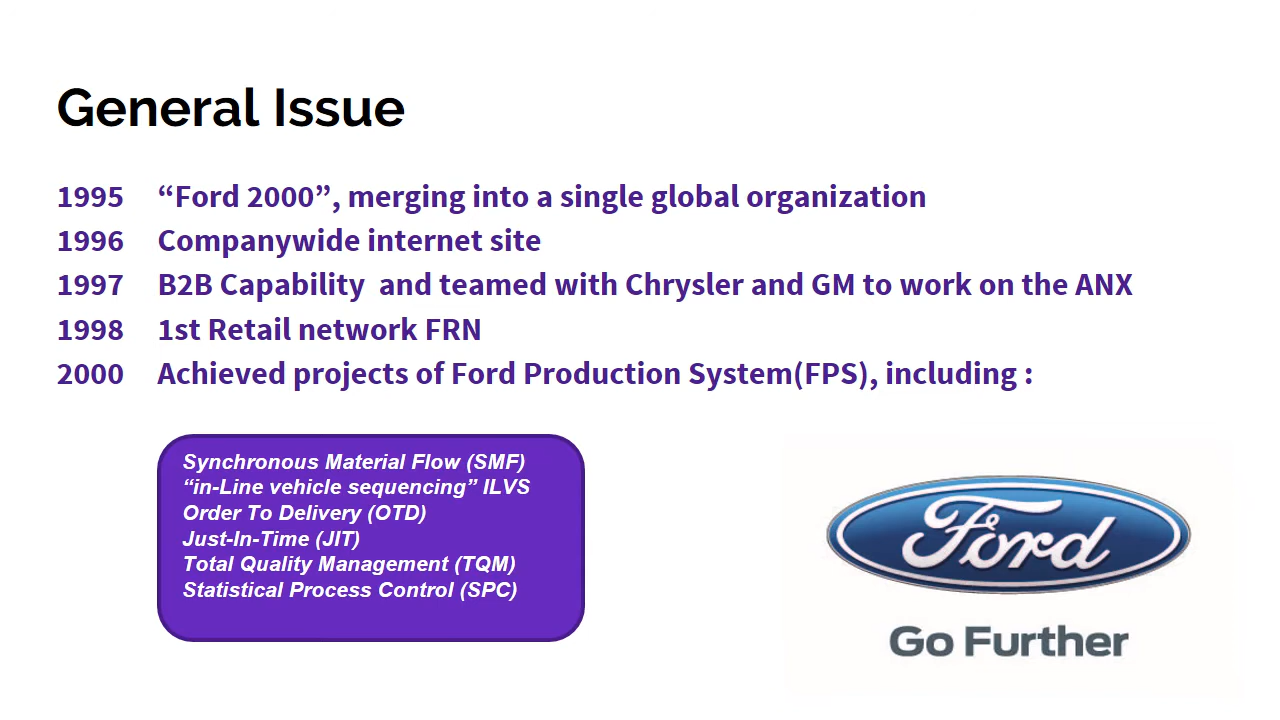 General Issue
1995 “Ford 2000”, merging into a single global organization
1996 Companywide internet site
1997 B2B Capability  and teamed with Chrysler and GM to work on the ANX
1998 1st Retail network FRN
2000 Achieved projects of Ford Production System(FPS), including :
Synchronous Material Flow (SMF)
“in-Line vehicle sequencing” ILVS
Order To Delivery (OTD)
Just-In-Time (JIT)
Total Quality Management (TQM)
Statistical Process Control (SPC)
Ford
Go Further